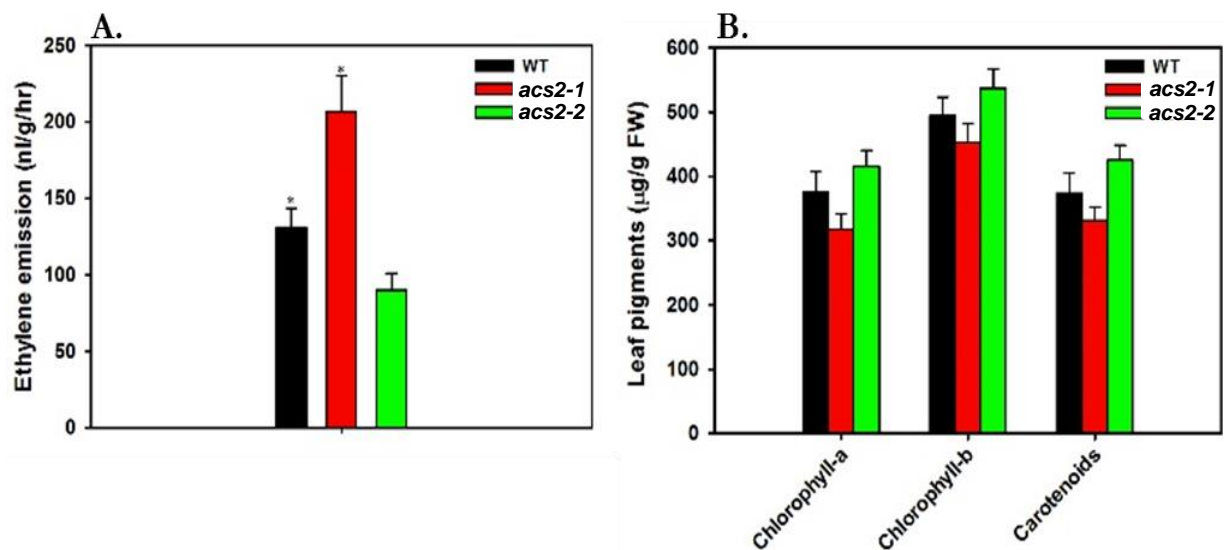 A.
Ethylene emission (nl/g/hr)
250
200
150
100
50
0
*
*
WT
acs2-1
acs2-2
B.
Leaf pigments (µg/g FW)
600
500
400
300
200
100
0
WT
acs2-1
acs2-2
Chlorophyll-a
Chlorophyll-b
Carotenoids